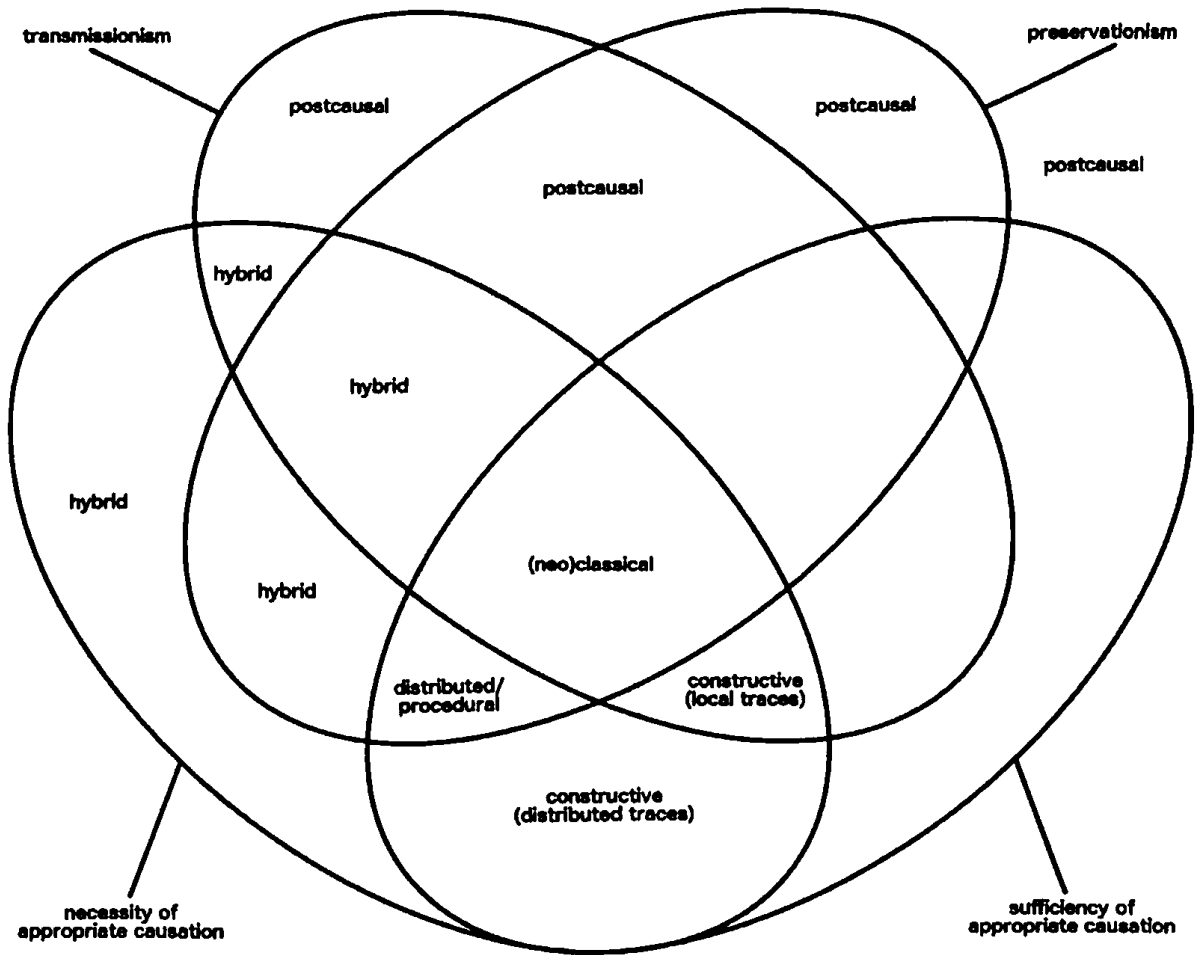 transmissionism
preservationism
postcausal
postcausal
postcausal
postcausal
hybrid
hybrid
hybrid
(neo)classical
hybrid
distributed/
procedural
constructive
(local traces)
constructive
(distributed traces)
necessity of
appropriate causation
sufficiency of
appropriate causation